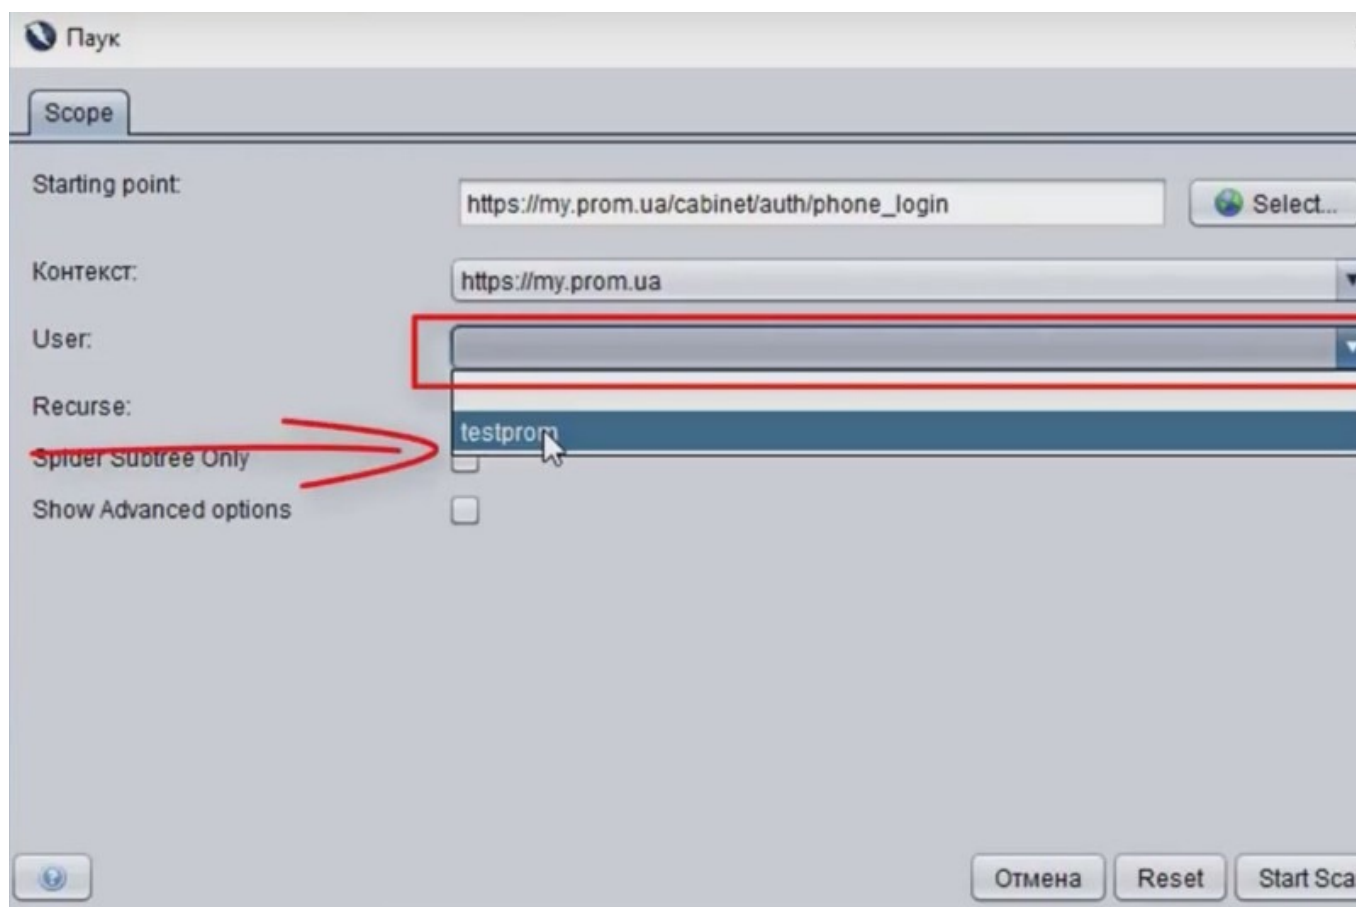 Паук
Scope
Starting point:
https://my.prom.ua/cabinet/auth/phone_login
Select...
Контекст:
https://my.prom.ua
User:
Recurse:
testprom
Spider Subtree Only
Show Advanced options
Отмена
Reset
Start Sca